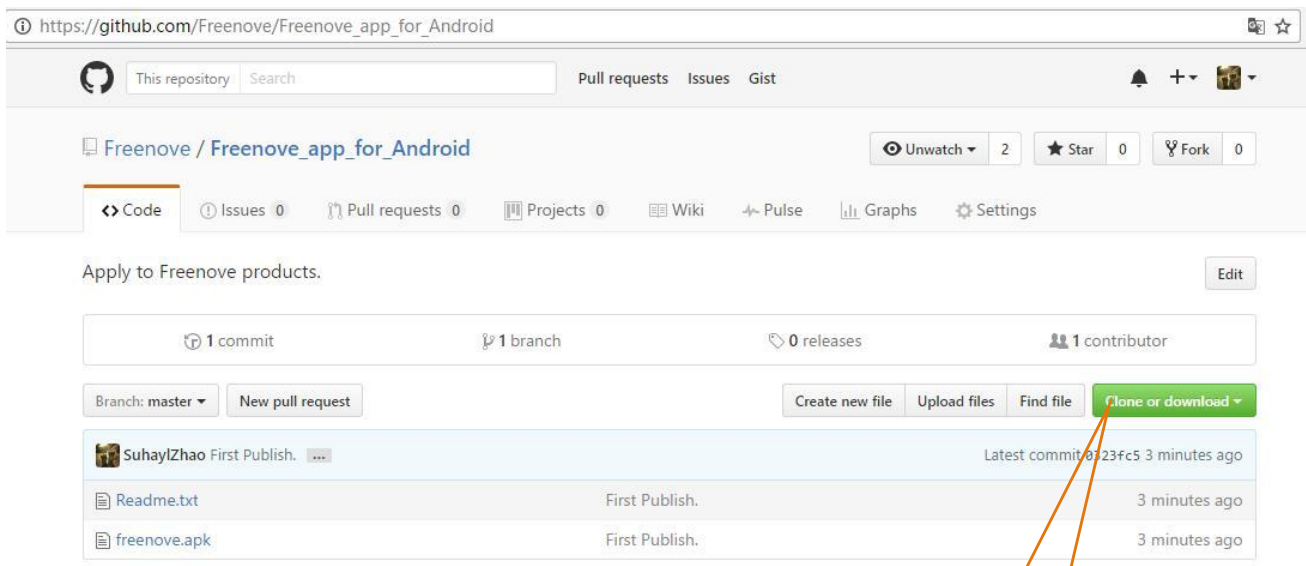 https://github.com/Freenove/Freenove_app_for_Android
This repository Search Pull requests Issues Gist
Freenove / Freenove_app_for_Android Unwatch 2 Star 0 Fork 0
Code Issues 0 Pull requests 0 Projects 0 Wiki Pulse Graphs Settings
Apply to Freenove products. Edit
1 commit 1 branch 0 releases 1 contributor
Branch: master New pull request Create new file Upload files Find file Clone or download
SuhaylZhao First Publish. ... Latest commit 0323fc5 3 minutes ago
Readme.txt First Publish. 3 minutes ago
freenove.apk First Publish. 3 minutes ago